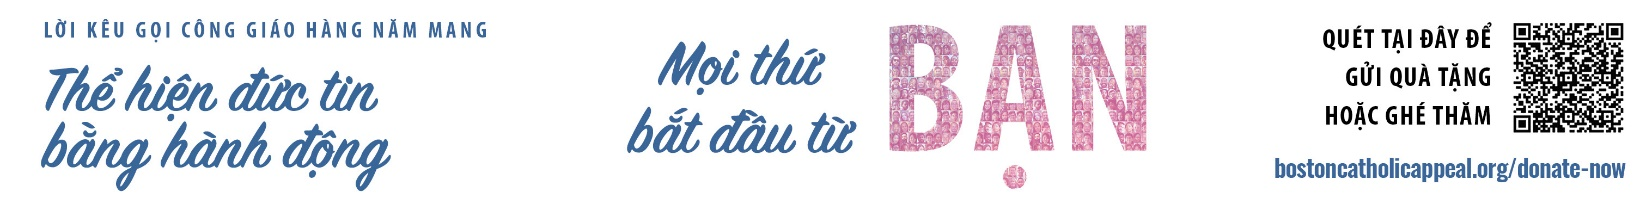 LỜI KÊU GỌI CÔNG GIÁO HÀNG NĂM MANG
Thể hiện đức tin
bằng hành động
Mọi thứ
bắt đầu từ
BẠN
QUÉT TẠI ĐÂY ĐỂ
GỬI QUÀ TẶNG
HOẶC GHÉ THĂM
bostoncatholicappeal.org/donate-now